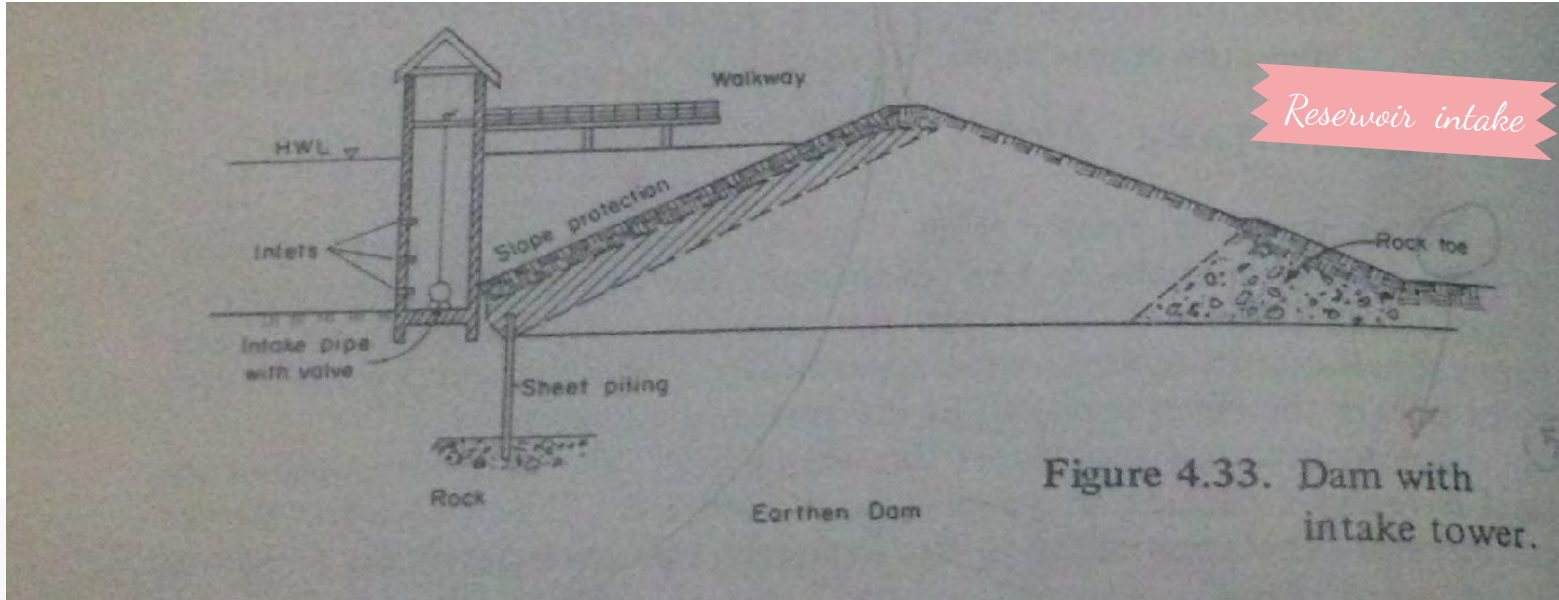 Walkway
Reservoir intake
HWL
Slope protection
Inlets
Rock toe
Intake pipe
with valve
Sheet piling
Rock
Earthen Dam
Figure 4.33. Dam with
intake tower.